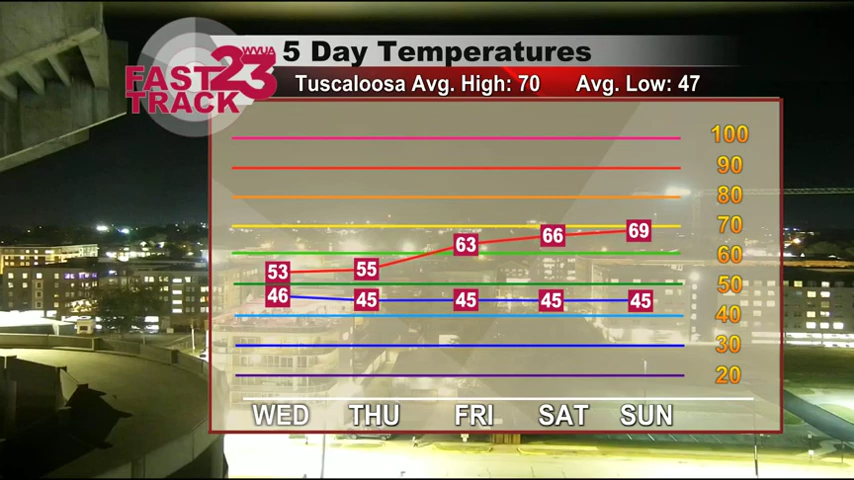 WVUA
23
FAST
TRACK
5 Day Temperatures
Tuscaloosa Avg. High: 70 Avg. Low: 47
100
90
80
70
60
50
40
30
20
53 55 63 66 69
46 45 45 45 45
WED THU FRI SAT SUN